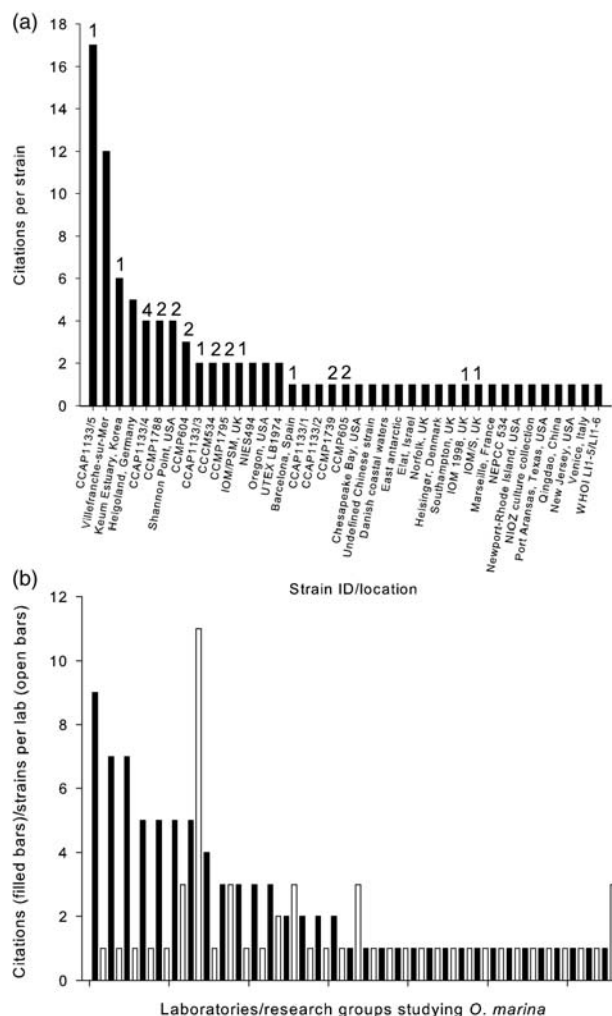 (a)
Citations per strain
18
16
14
12
10
8
6
4
2
0
1
1
4
2
2
2
1
2
2
1
1
2
2
1
1
CCAP1133/5
Villefranche-sur-Mer
Keum Estuary, Korea
Helgoland, Germany
CCAP1133/4
CCMP1788
Shannon Point, USA
CCMP604
CCAP1133/3
CCCM534
CCMP1795
IOM/PSM, UK
NIES494
Oregon, USA
UTEX LB1974
Barcelona, Spain
CCAP1133/1
CCAP1133/2
CCMP1739
CCMP605
Chesapeake Bay, USA
Undefined Chinese strain
Danish coastal waters
East antarctic
Elat, Israel
Norfolk, UK
Helsingør, Denmark
Southampton, UK
IOM 1998, UK
IOM/S, UK
Marseille, France
NEPCC 534
Newport-Rhode Island, USA
NIOZ culture collection
Port Aransas, Texas, USA
Qingdao, China
New Jersey, USA
Venice, Italy
WHOI LI1-5/LI1-6
Strain ID/location
(b)
Citations (filled bars)/strains per lab (open bars)
12
10
8
6
4
2
0
Laboratories/research groups studying O. marina